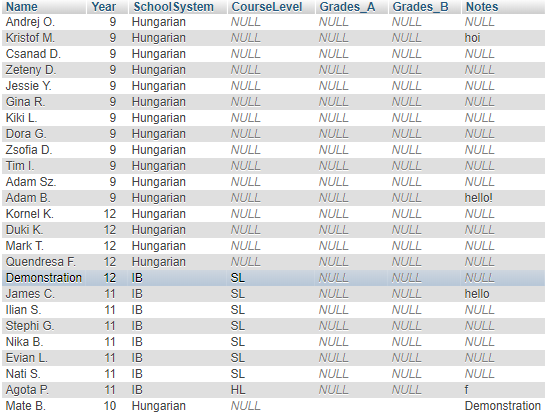 Name Year SchoolSystem CourseLevel Grades_A Grades_B Notes
Andrej O. 9 Hungarian NULL NULL NULL NULL
Kristof M. 9 Hungarian NULL NULL NULL hoi
Csanad D. 9 Hungarian NULL NULL NULL NULL
Zeteny D. 9 Hungarian NULL NULL NULL NULL
Jessie Y. 9 Hungarian NULL NULL NULL NULL
Gina R. 9 Hungarian NULL NULL NULL NULL
Kiki L. 9 Hungarian NULL NULL NULL NULL
Dora G. 9 Hungarian NULL NULL NULL NULL
Zsofia D. 9 Hungarian NULL NULL NULL NULL
Tim I. 9 Hungarian NULL NULL NULL NULL
Adam Sz. 9 Hungarian NULL NULL NULL NULL
Adam B. 9 Hungarian NULL NULL NULL hello!
Kornel K. 12 Hungarian NULL NULL NULL NULL
Duki K. 12 Hungarian NULL NULL NULL NULL
Mark T. 12 Hungarian NULL NULL NULL NULL
Quendresa F. 12 Hungarian NULL NULL NULL NULL
Demonstration 12 IB SL NULL NULL NULL
James C. 11 IB SL NULL NULL hello
Ilian S. 11 IB SL NULL NULL NULL
Stephi G. 11 IB SL NULL NULL NULL
Nika B. 11 IB SL NULL NULL NULL
Evian L. 11 IB SL NULL NULL NULL
Nati S. 11 IB SL NULL NULL NULL
Agota P. 11 IB HL NULL NULL f
Mate B. 10 Hungarian NULL NULL NULL Demonstration